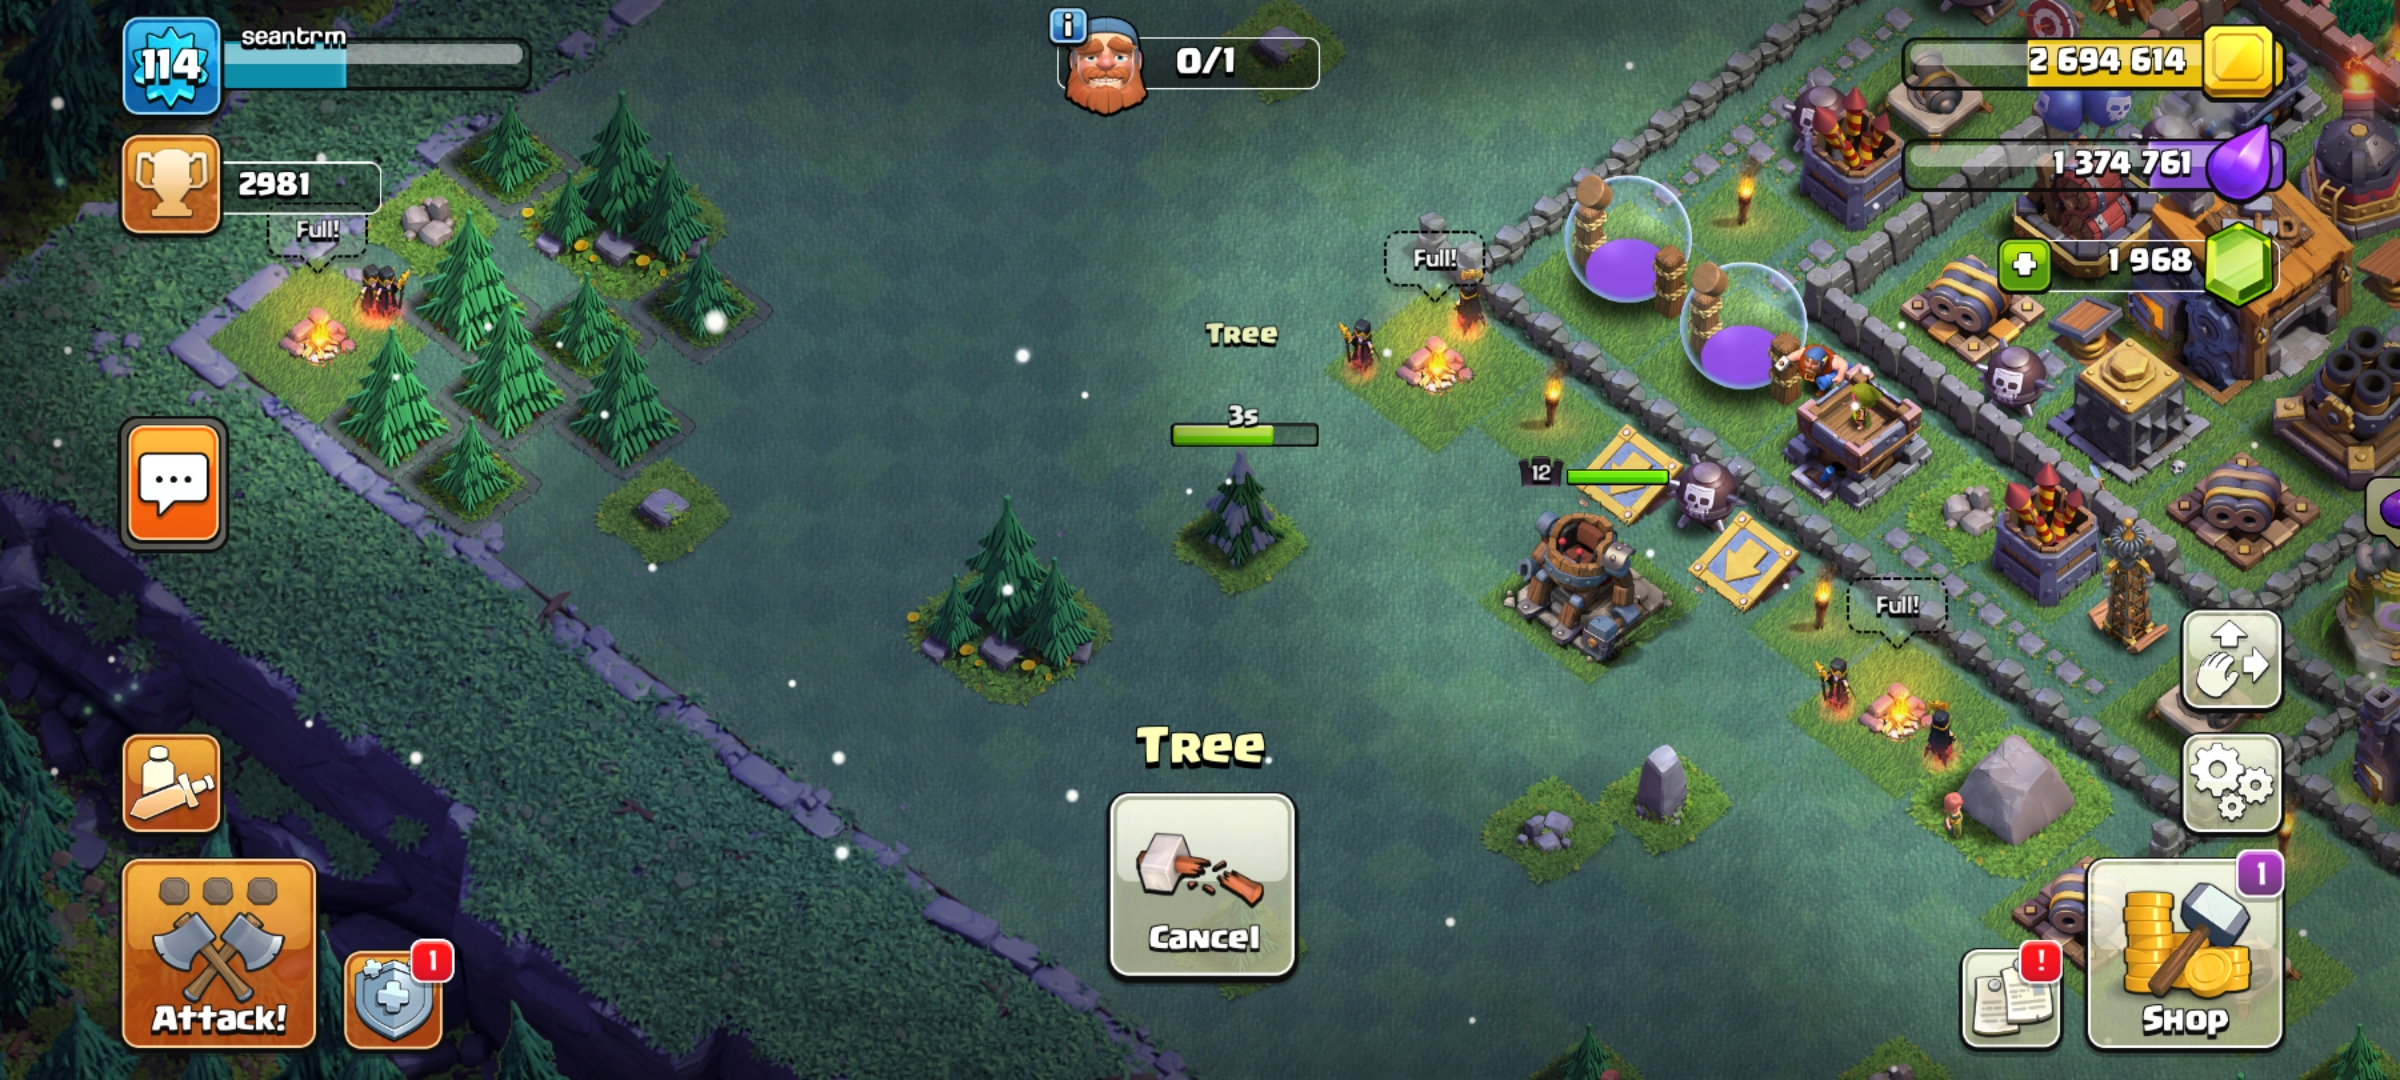 114
seantrm
i
0/1
2 694 614
1 374 761
1 968
2981
Full!
Full!
Tree
3s
12
Full!
Tree
Cancel
Attack!
1
!
1
Shop